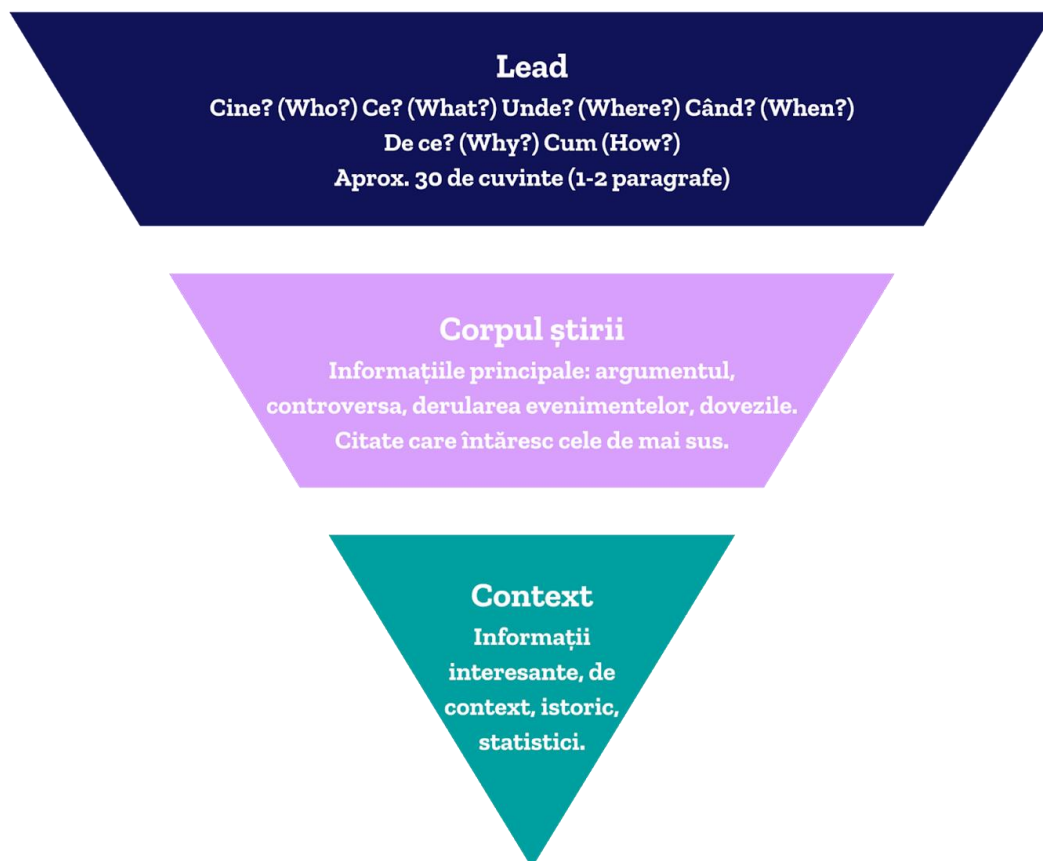 Lead
Cine? (Who?) Ce? (What?) Unde? (Where?) Când? (When?)
De ce? (Why?) Cum (How?)
Aprox. 30 de cuvinte (1-2 paragrafe)
Corpul știrii
Informațiile principale: argumentul,
controversa, derularea evenimentelor, dovezile.
Citate care întăresc cele de mai sus.
Context
Informații
interesante, de
context, istoric,
statistici.